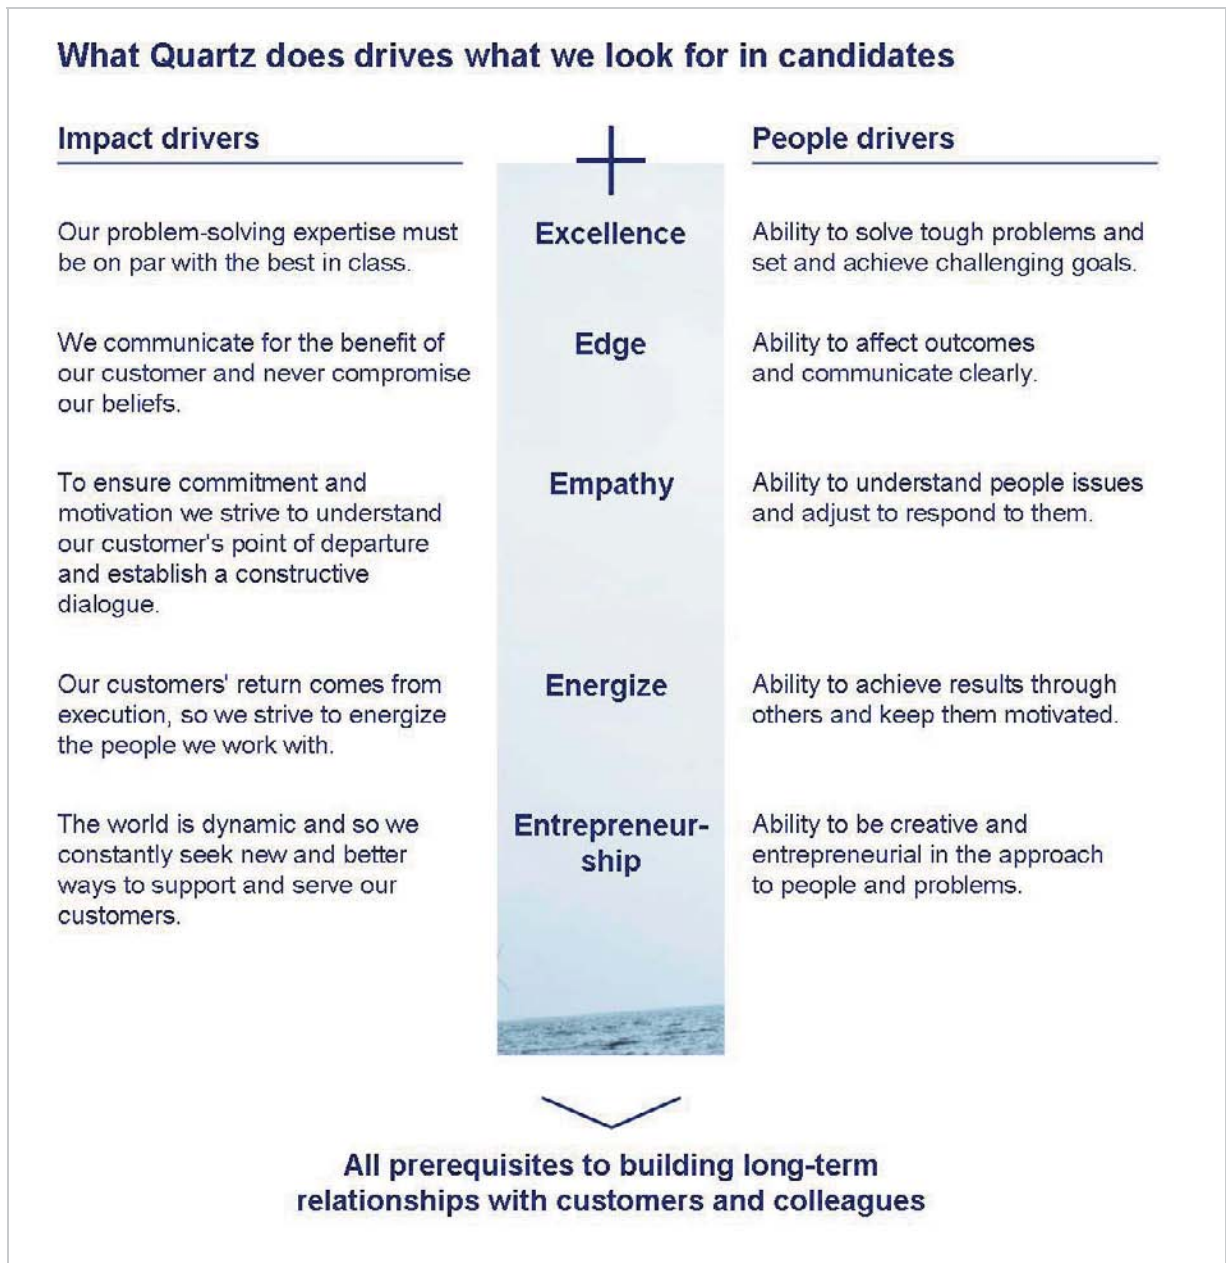 What Quartz does drives what we look for in candidates
Impact drivers
People drivers
Our problem-solving expertise must
be on par with the best in class.
Excellence
Ability to solve tough problems and
set and achieve challenging goals.
We communicate for the benefit of
our customer and never compromise
our beliefs.
Edge
Ability to affect outcomes
and communicate clearly.
To ensure commitment and
motivation we strive to understand
our customer's point of departure
and establish a constructive
dialogue.
Empathy
Ability to understand people issues
and adjust to respond to them.
Our customers' return comes from
execution, so we strive to energize
the people we work with.
Energize
Ability to achieve results through
others and keep them motivated.
The world is dynamic and so we
constantly seek new and better
ways to support and serve our
customers.
Entrepreneur-
ship
Ability to be creative and
entrepreneurial in the approach
to people and problems.
All prerequisites to building long-term
relationships with customers and colleagues